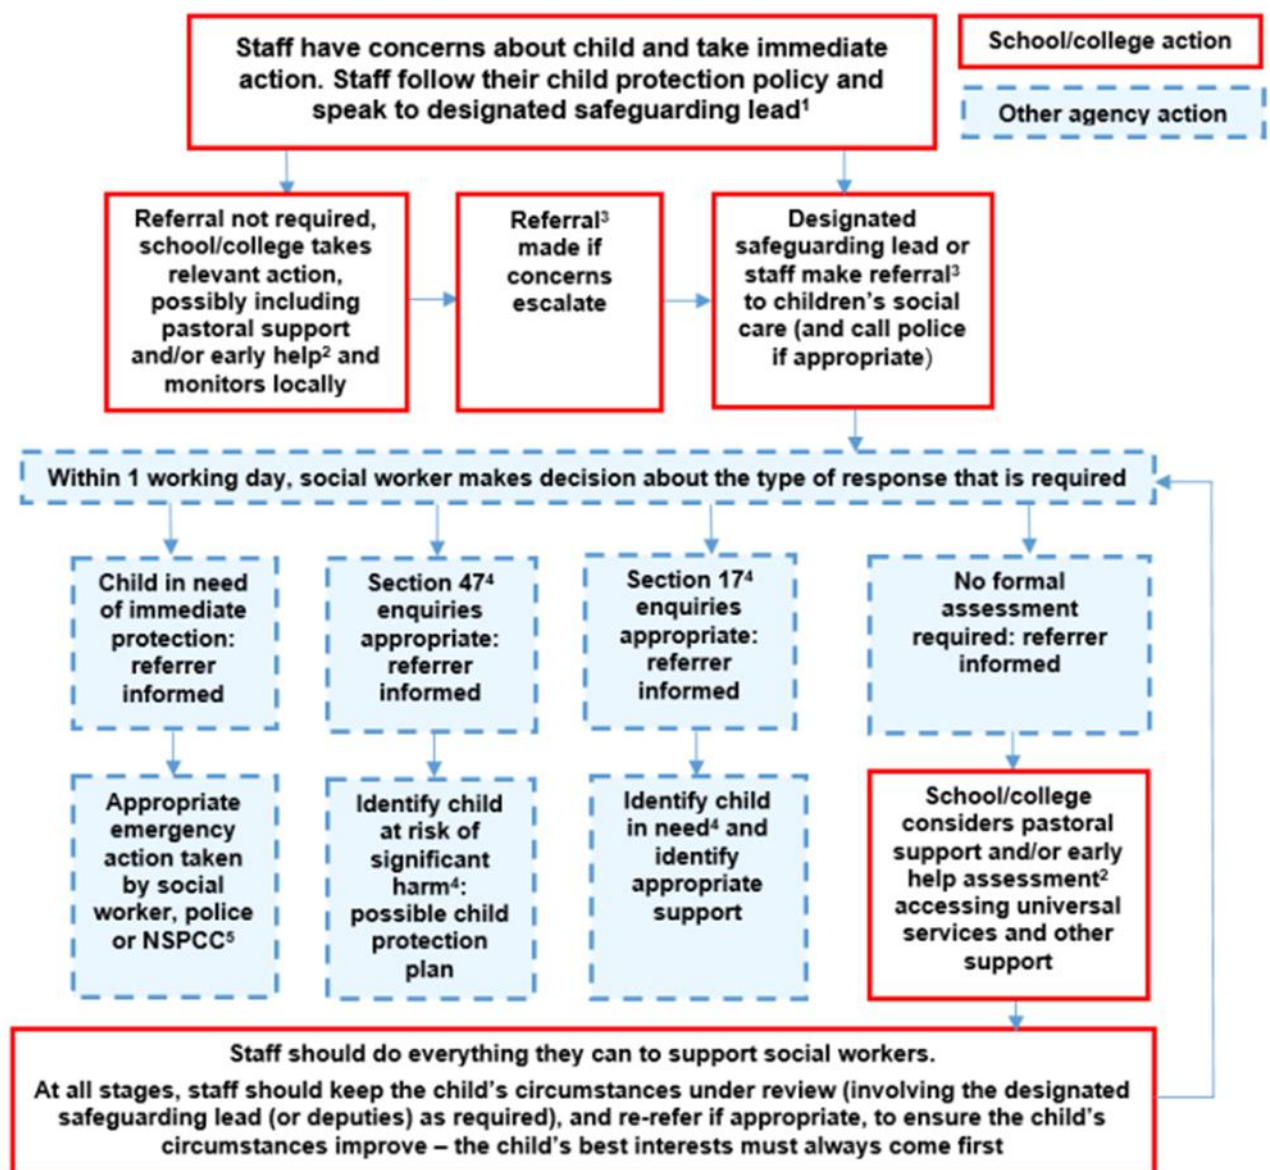 Staff have concerns about child and take immediate
action. Staff follow their child protection policy and
speak to designated safeguarding lead¹
School/college action
Other agency action
Referral not required,
school/college takes
relevant action,
possibly including
pastoral support
and/or early help² and
monitors locally
Referral³
made if
concerns
escalate
Designated
safeguarding lead or
staff make referral³
to children’s social
care (and call police
if appropriate)
Within 1 working day, social worker makes decision about the type of response that is required
Child in need
of immediate
protection:
referrer
informed
Section 47⁴
enquiries
appropriate:
referrer
informed
Section 17⁴
enquiries
appropriate:
referrer
informed
No formal
assessment
required: referrer
informed
Appropriate
emergency
action taken
by social
worker, police
or NSPCC⁵
Identify child
at risk of
significant
harm⁴:
possible child
protection
plan
Identify child
in need⁴ and
identify
appropriate
support
School/college
considers pastoral
support and/or early
help assessment²
accessing universal
services and other
support
Staff should do everything they can to support social workers.
At all stages, staff should keep the child’s circumstances under review (involving the designated
safeguarding lead (or deputies) as required), and re-refer if appropriate, to ensure the child’s
circumstances improve – the child’s best interests must always come first